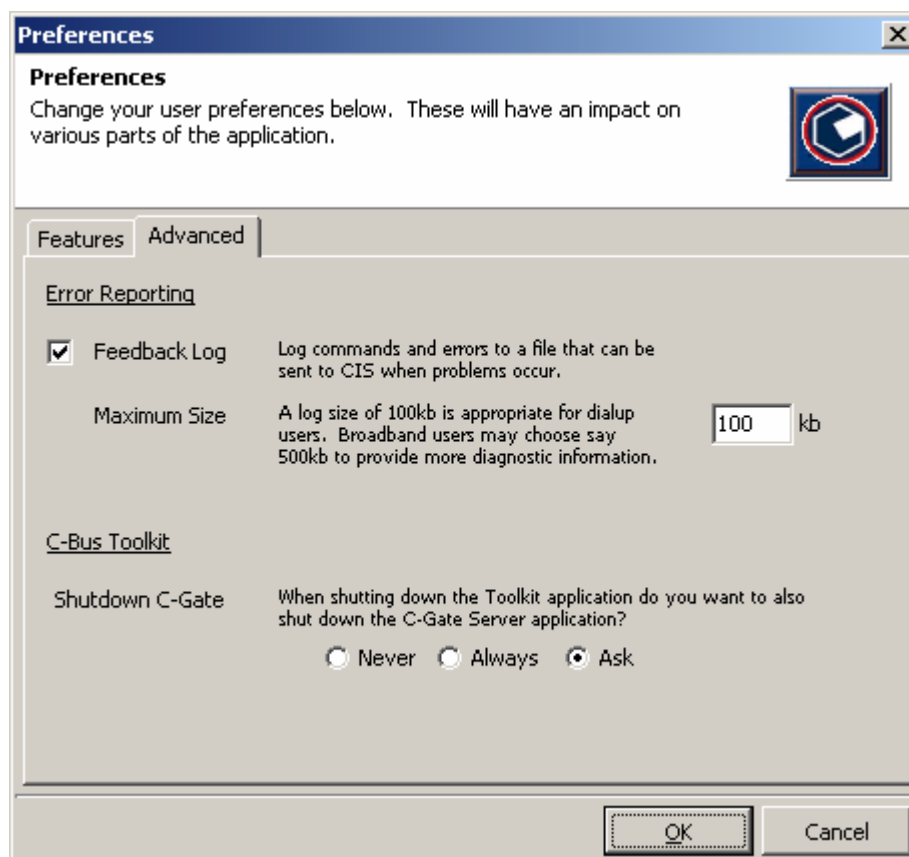 Preferences
Preferences
Change your user preferences below. These will have an impact on
various parts of the application.
Features
Advanced
Error Reporting
Feedback Log
Log commands and errors to a file that can be
sent to CIS when problems occur.
Maximum Size
A log size of 100kb is appropriate for dialup
users. Broadband users may choose say
500kb to provide more diagnostic information.
100 kb
C-Bus Toolkit
Shutdown C-Gate
When shutting down the Toolkit application do you want to also
shut down the C-Gate Server application?
Never Always Ask
OK Cancel